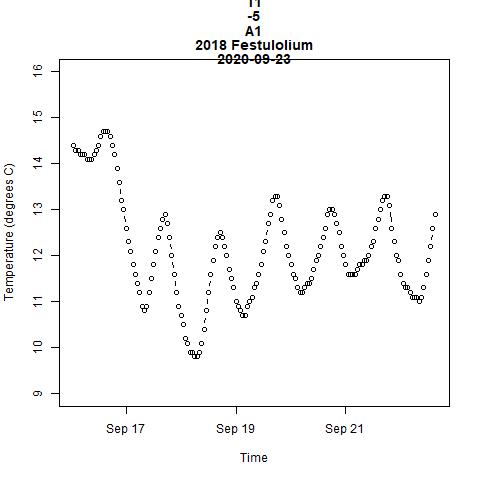 T1
-5
A1
2018 Festulolium
2020-09-23
Temperature (degrees C)
16
15
14
13
12
11
10
9
Sep 17
Sep 19
Sep 21
Time